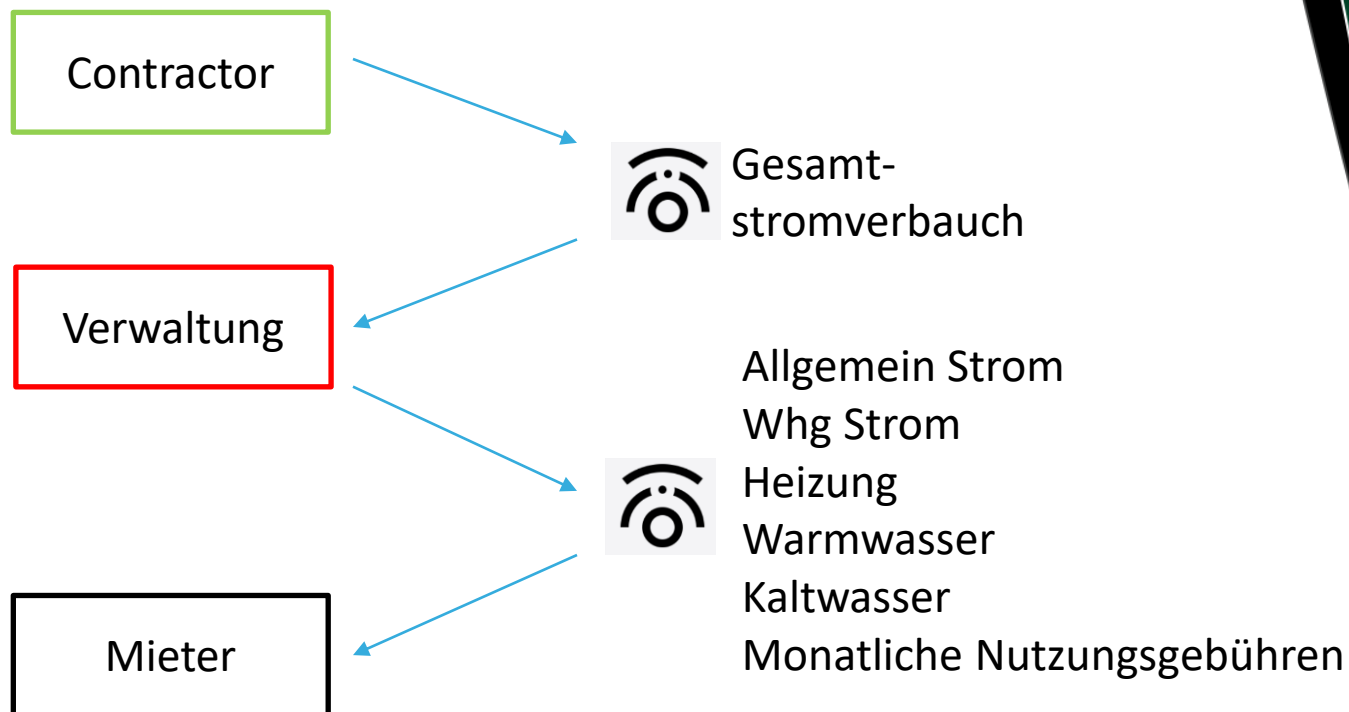 Contractor
Gesamt-
stromverbauch
Verwaltung
Allgemein Strom
Whg Strom
Heizung
Warmwasser
Kaltwasser
Monatliche Nutzungsgebühren
Mieter